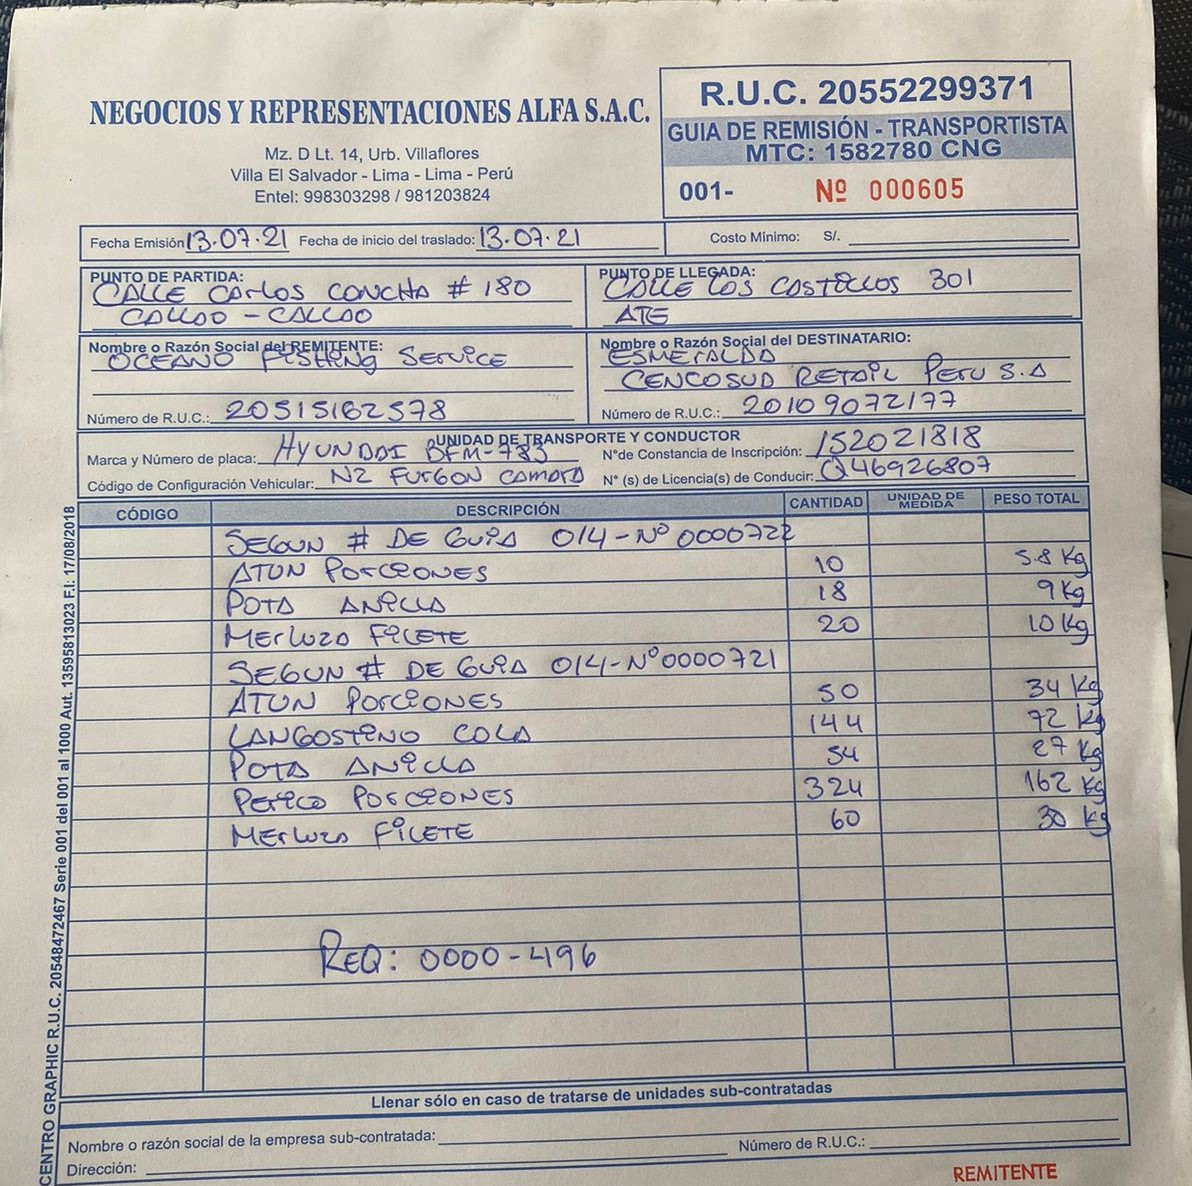 NEGOCIOS Y REPRESENTACIONES ALFA S.A.C.
Mz. D Lt. 14, Urb. Villaflores
Villa El Salvador - Lima - Lima - Perú
Entel: 998303298 / 981203824
R.U.C. 20552299371
GUIA DE REMISIÓN - TRANSPORTISTA
MTC: 1582780 CNG
001- Nº 000605
Fecha Emisión 13.07.21 Fecha de inicio del traslado: 13.07.21
Costo Mínimo: S/.
PUNTO DE PARTIDA:
CALLE CARLOS CONCHA # 180
CALLAO - CALLAO
PUNTO DE LLEGADA:
CALLE LOS CASTILLOS 301
ATE
Nombre o Razón Social del REMITENTE:
OCEANO FISHING SERVICE
Número de R.U.C.: 20515162578
Nombre o Razón Social del DESTINATARIO:
ESMERALDA
CENCOSUD RETAIL PERU S.A
Número de R.U.C.: 20109072177
UNIDAD DE TRANSPORTE Y CONDUCTOR
Marca y Número de placa: HYUNDAI BFM-783
Nºde Constancia de Inscripción: 152021818
Código de Configuración Vehicular: N2 FURGON CAMARA
Nº (s) de Licencia(s) de Conducir: Q46926807
CÓDIGO DESCRIPCIÓN CANTIDAD UNIDAD DE MEDIDA PESO TOTAL
SEGUN # DE GUIA 014-Nº 0000722
ATUN PORCIONES 10 5.8 Kg
POTA ANILLA 18 9 Kg
MERLUZA FILETE 20 10 Kg
SEGUN # DE GUIA 014-Nº0000721
ATUN PORCIONES 50 34 Kg
LANGOSTINO COLA 144 72 Kg
POTA ANILLA 54 27 Kg
PERICO PORCIONES 324 162 Kg
MERLUZA FILETE 60 30 Kg
REQ: 0000-496
Llenar sólo en caso de tratarse de unidades sub-contratadas
Nombre o razón social de la empresa sub-contratada:
Número de R.U.C.:
Dirección:
REMITENTE
CENTRO GRAPHIC R.U.C. 20548472467 Serie 001 del 001 al 1000 Aut. 13595813023 F.I: 17/08/2018